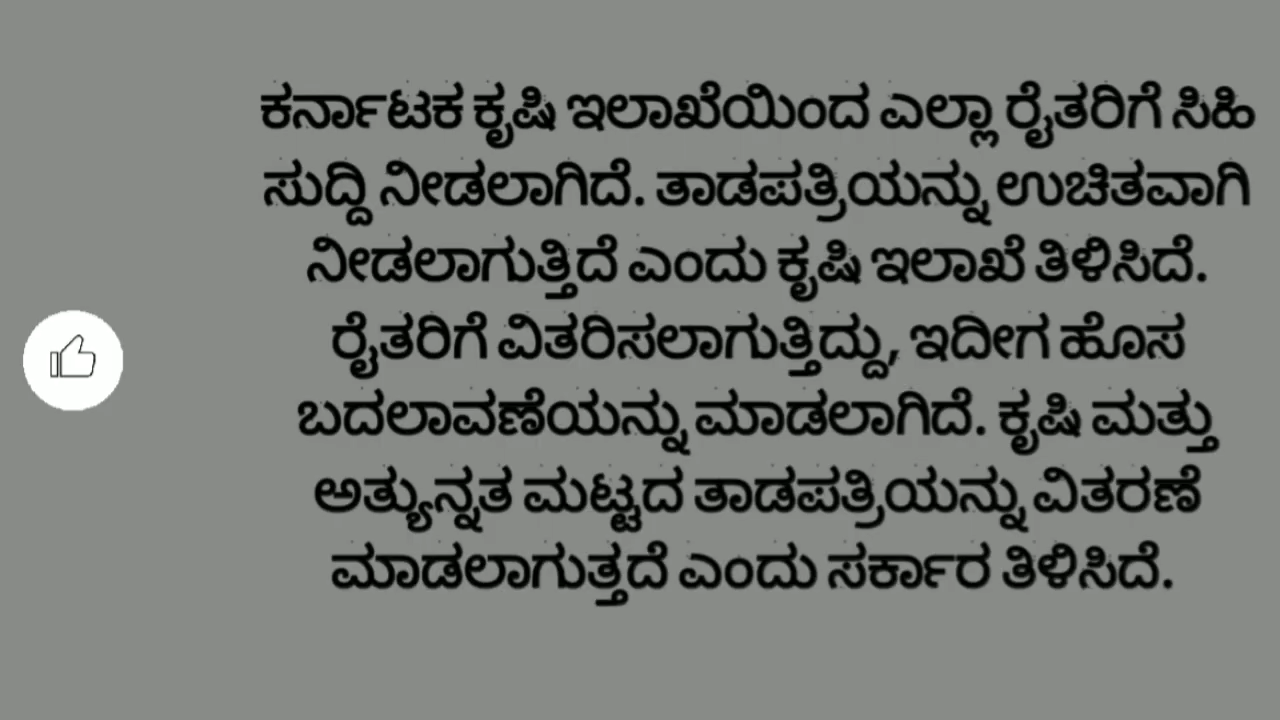 ಕರ್ನಾಟಕ ಕೃಷಿ ಇಲಾಖೆಯಿಂದ ಎಲ್ಲಾ ರೈತರಿಗೆ ಸಿಹಿ
ಸುದ್ದಿ ನೀಡಲಾಗಿದೆ. ತಾಡಪತ್ರಿಯನ್ನು ಉಚಿತವಾಗಿ
ನೀಡಲಾಗುತ್ತಿದೆ ಎಂದು ಕೃಷಿ ಇಲಾಖೆ ತಿಳಿಸಿದೆ.
ರೈತರಿಗೆ ವಿತರಿಸಲಾಗುತ್ತಿದ್ದು, ಇದೀಗ ಹೊಸ
ಬದಲಾವಣೆಯನ್ನು ಮಾಡಲಾಗಿದೆ. ಕೃಷಿ ಮತ್ತು
ಅತ್ಯುನ್ನತ ಮಟ್ಟದ ತಾಡಪತ್ರಿಯನ್ನು ವಿತರಣೆ
ಮಾಡಲಾಗುತ್ತದೆ ಎಂದು ಸರ್ಕಾರ ತಿಳಿಸಿದೆ.